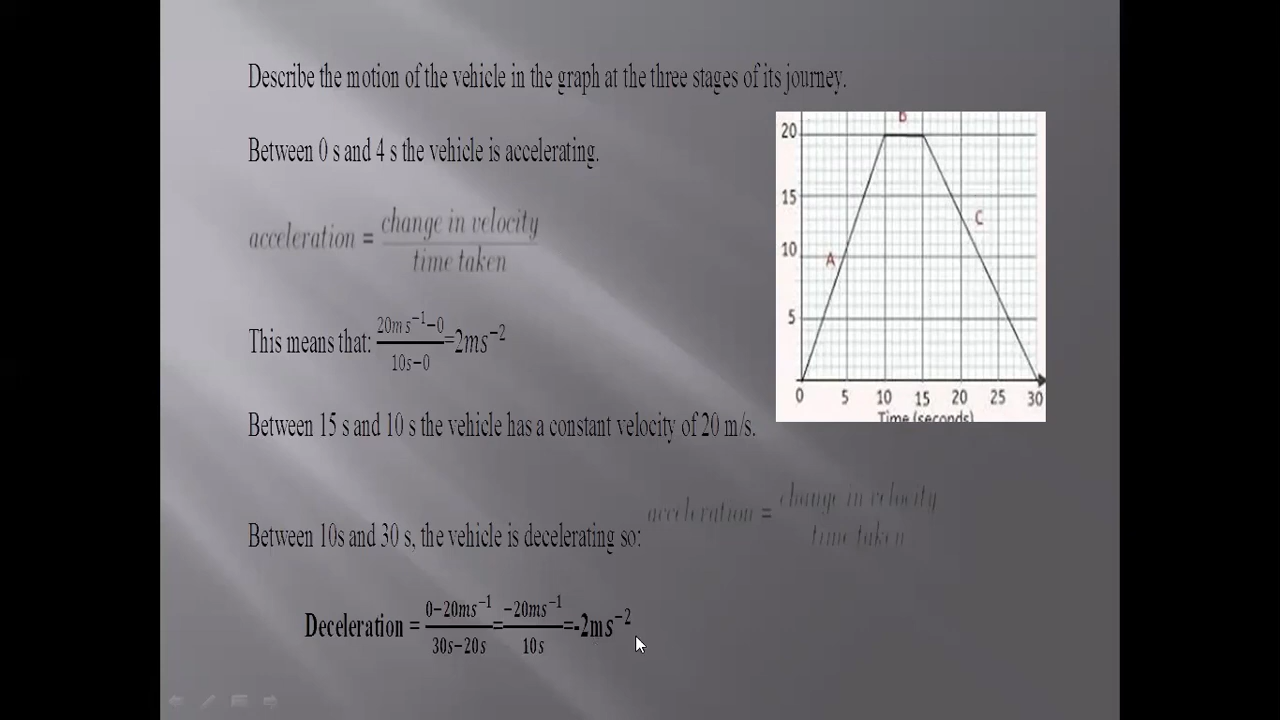 Describe the motion of the vehicle in the graph at the three stages of its journey.
Between 0 s and 4 s the vehicle is accelerating.
acceleration = change in velocity / time taken
This means that: 20ms⁻¹−0 / 10s−0 =2ms⁻²
Between 15 s and 10 s the vehicle has a constant velocity of 20 m/s.
acceleration = change in velocity / time taken
Between 10s and 30 s, the vehicle is decelerating so:
Deceleration = 0−20ms⁻¹ / 30s−20s = −20ms⁻¹ / 10s =-2ms⁻²
B
20
15
C
10
A
5
0 5 10 15 20 25 30
Time (seconds)